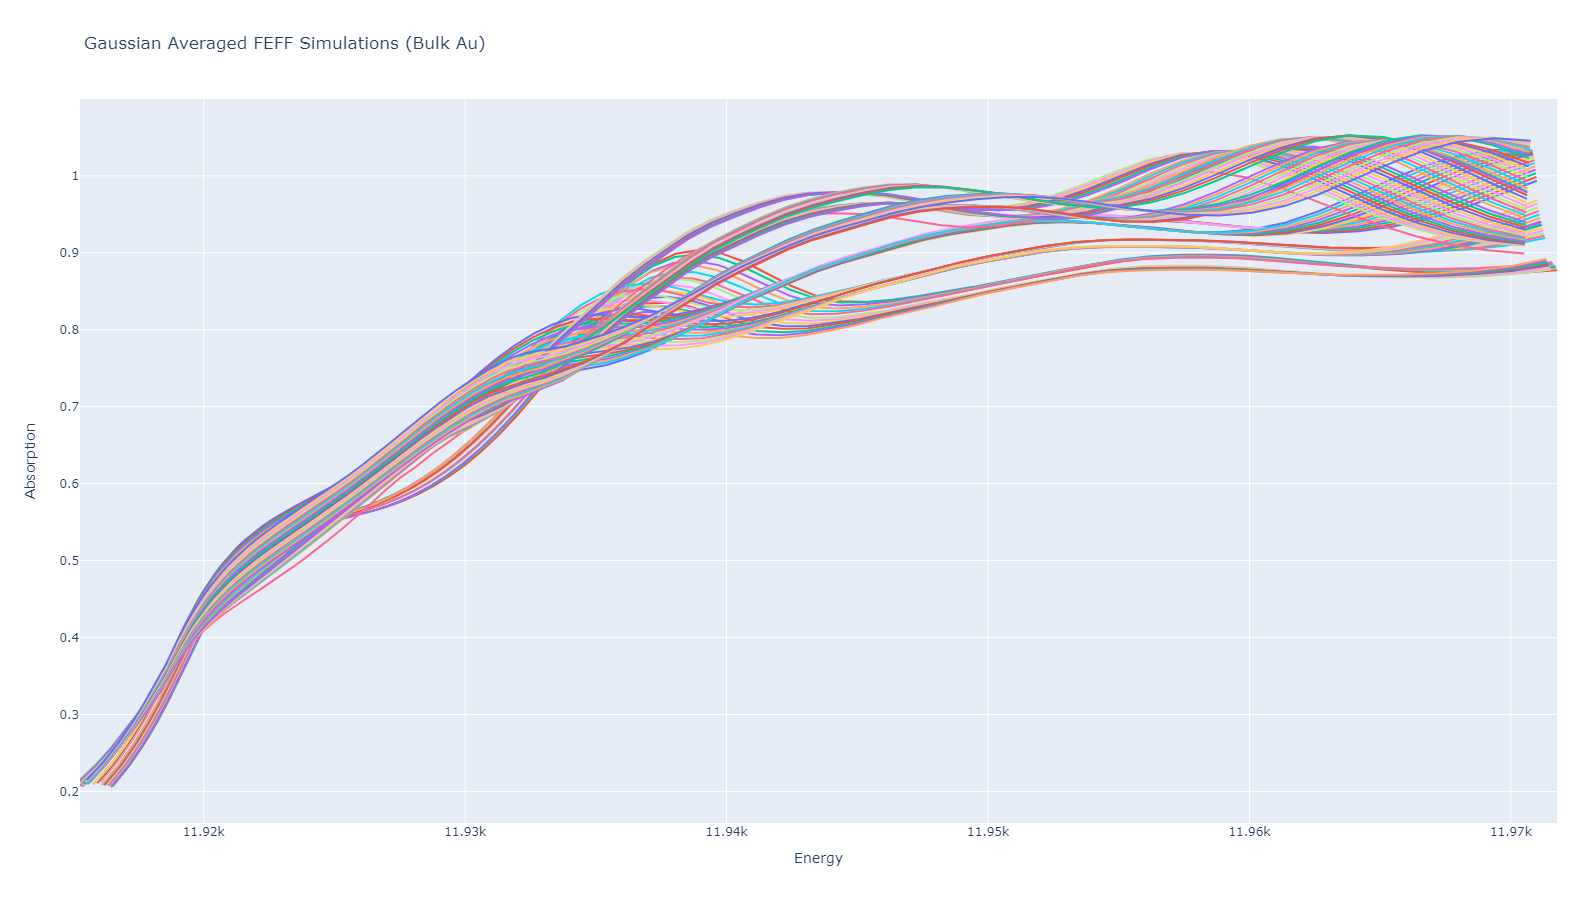 Gaussian Averaged FEFF Simulations (Bulk Au)
1
0.9
0.8
0.7
0.6
0.5
0.4
0.3
0.2
Absorption
11.92k 11.93k 11.94k 11.95k 11.96k 11.97k
Energy